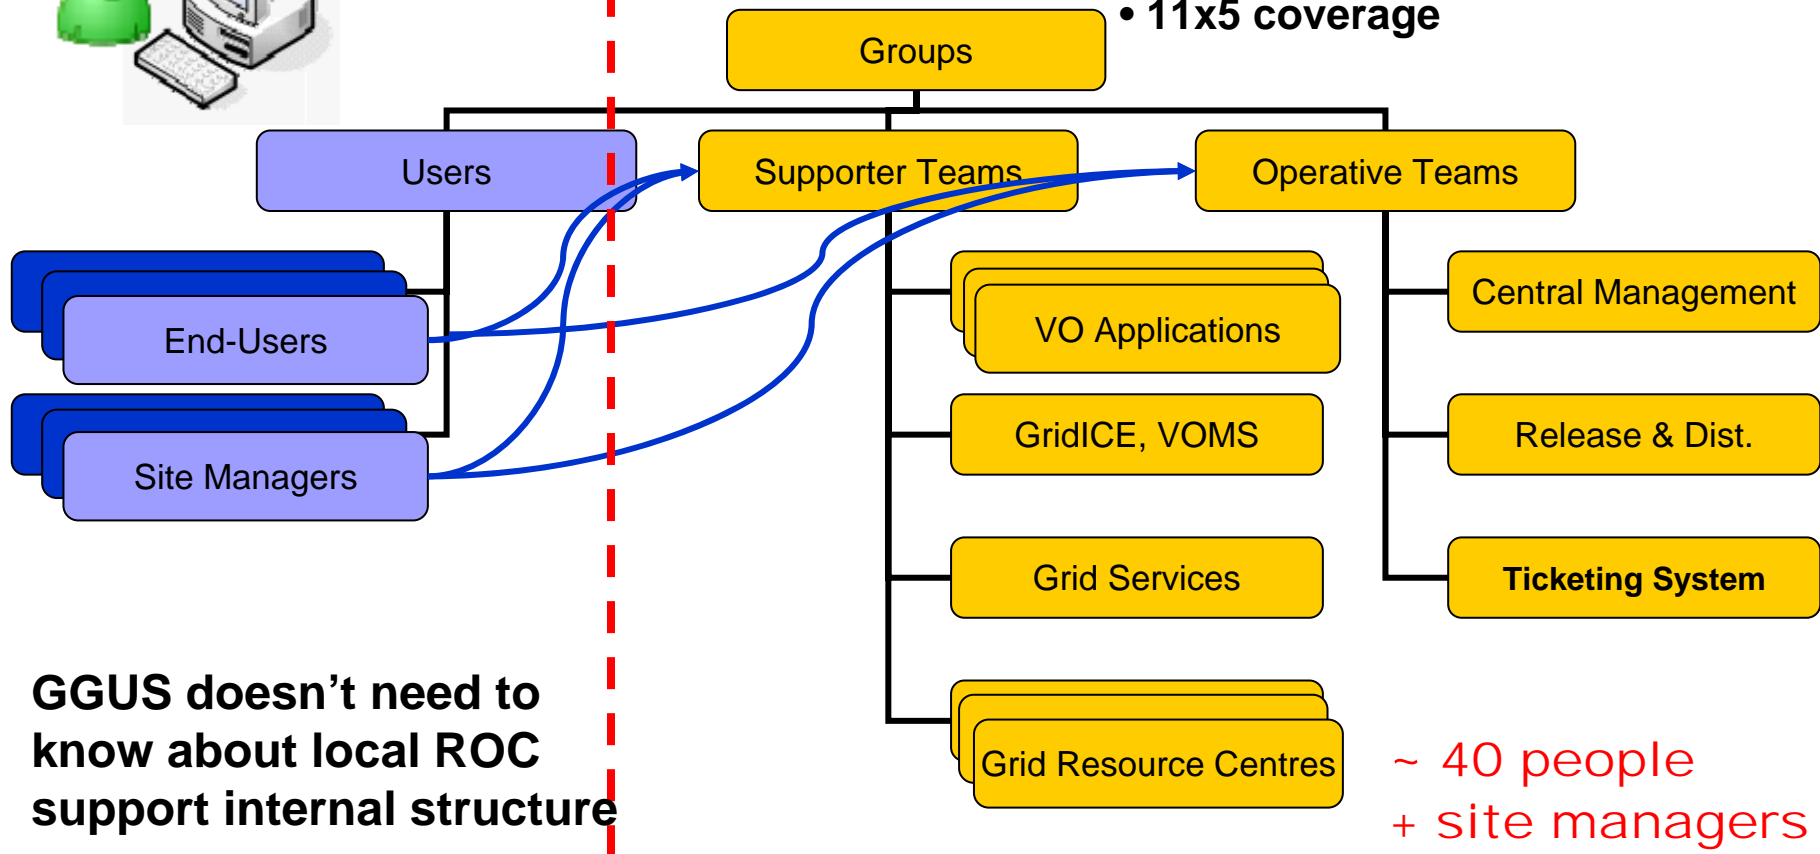 • 11x5 coverage
Groups
Users
Supporter Teams
Operative Teams
End-Users
Site Managers
VO Applications
GridICE, VOMS
Grid Services
Grid Resource Centres
Central Management
Release & Dist.
Ticketing System
GGUS doesn’t need to
know about local ROC
support internal structure
~ 40 people
+ site managers